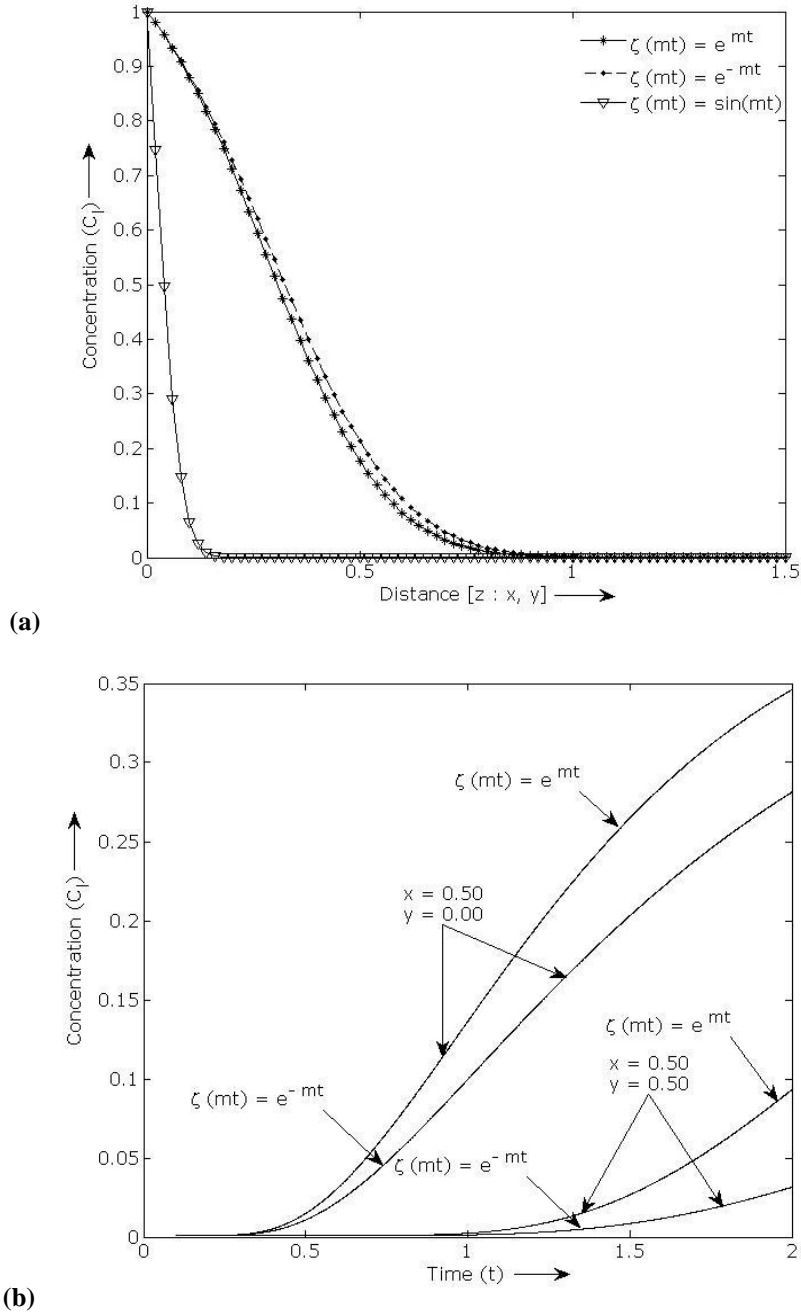 1
0.9
0.8
0.7
0.6
0.5
0.4
0.3
0.2
0.1
0
Concentration (C_l)
ζ (mt) = e^mt
ζ (mt) = e^- mt
ζ (mt) = sin(mt)
0 0.5 1 1.5
Distance [z : x, y]
(a)
0.35
0.3
0.25
0.2
0.15
0.1
0.05
0
Concentration (C_l)
ζ (mt) = e^mt
x = 0.50
y = 0.00
ζ (mt) = e^mt
x = 0.50
y = 0.50
ζ (mt) = e^- mt
ζ (mt) = e^- mt
0 0.5 1 1.5 2
Time (t)
(b)